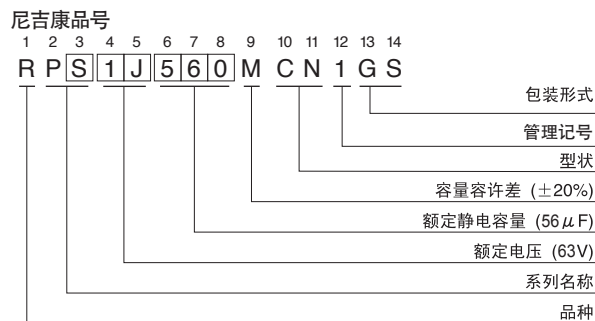 尼吉康品号
1 2 3 4 5 6 7 8 9 10 11 12 13 14
R P S 1 J 5 6 0 M C N 1 G S
包装形式
管理记号
型状
容量容许差 (±20%)
额定静电容量 (56μF)
额定电压 (63V)
系列名称
品种